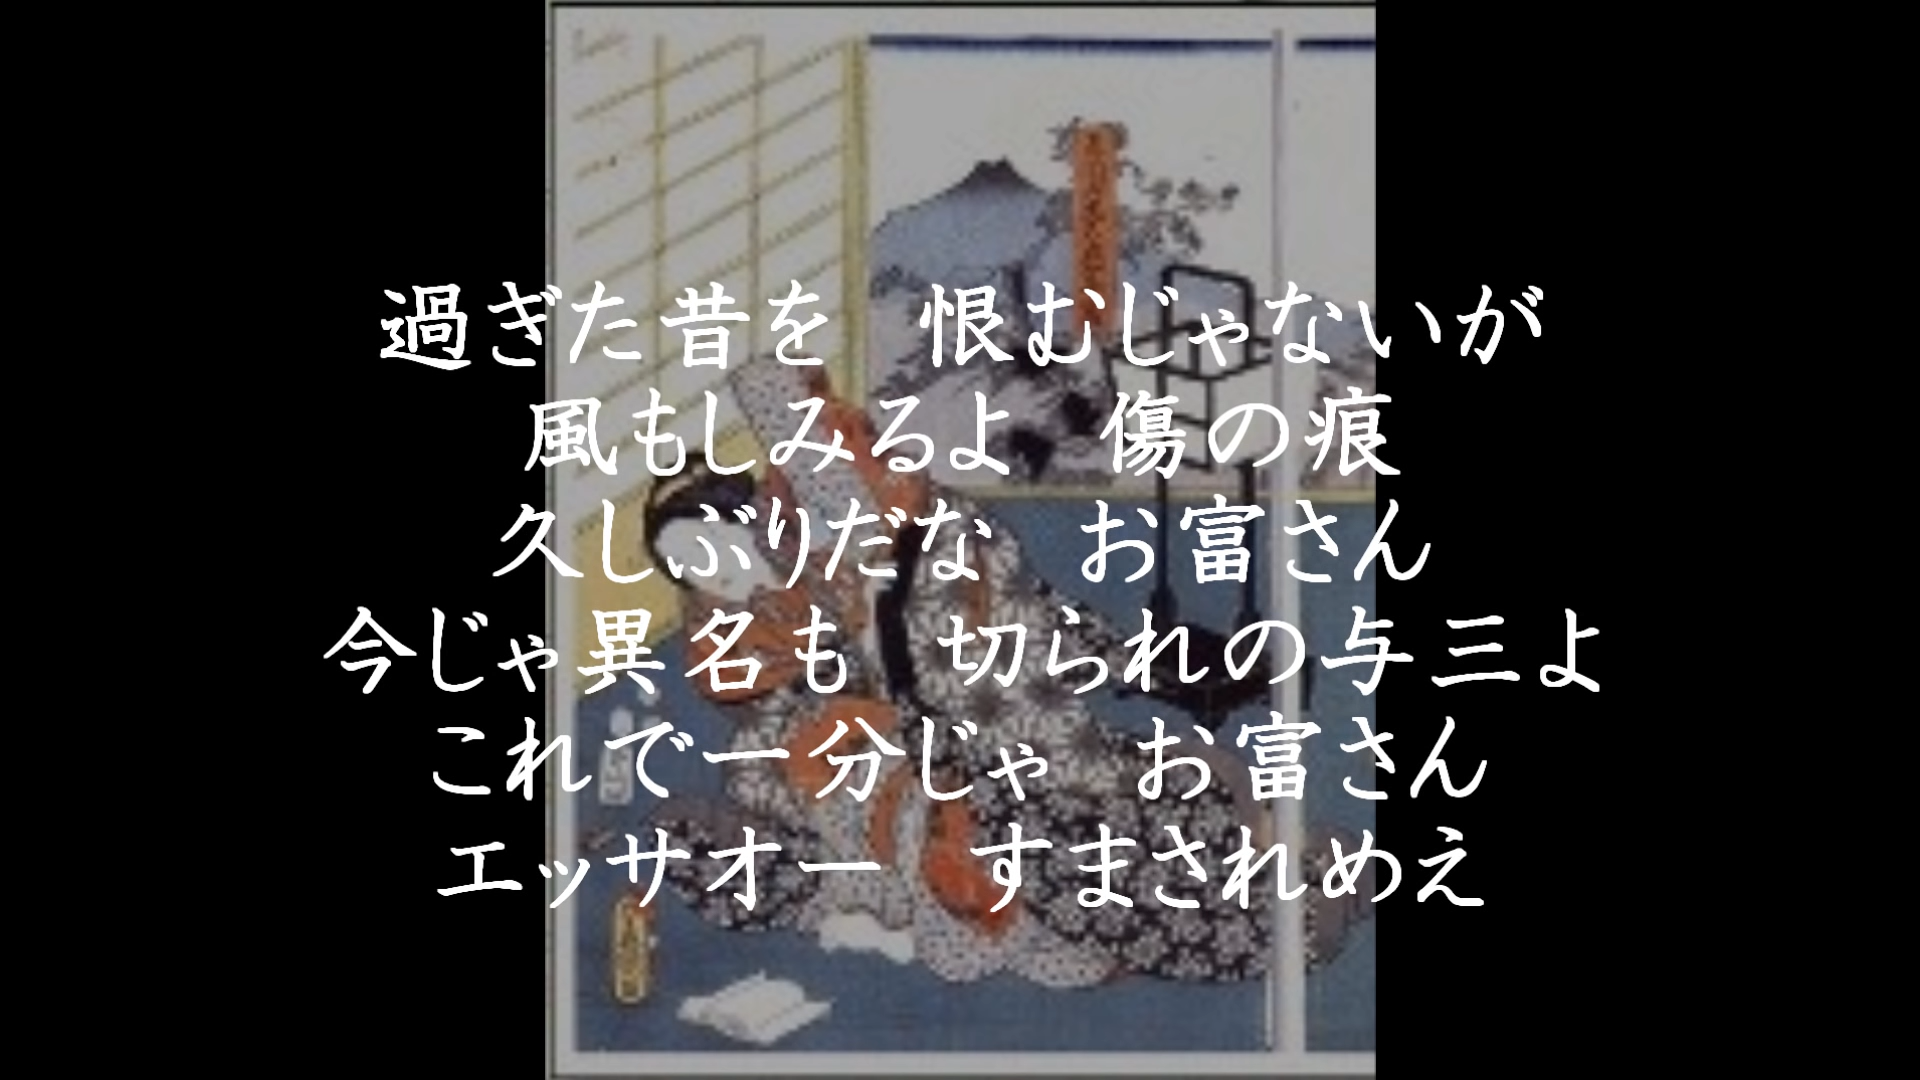 過ぎた昔を　恨むじゃないが
風もしみるよ　傷の痕
久しぶりだな　お富さん
今じゃ異名も　切られの与三よ
これで一分じゃ　お富さん
エッサオー　すまされめえ